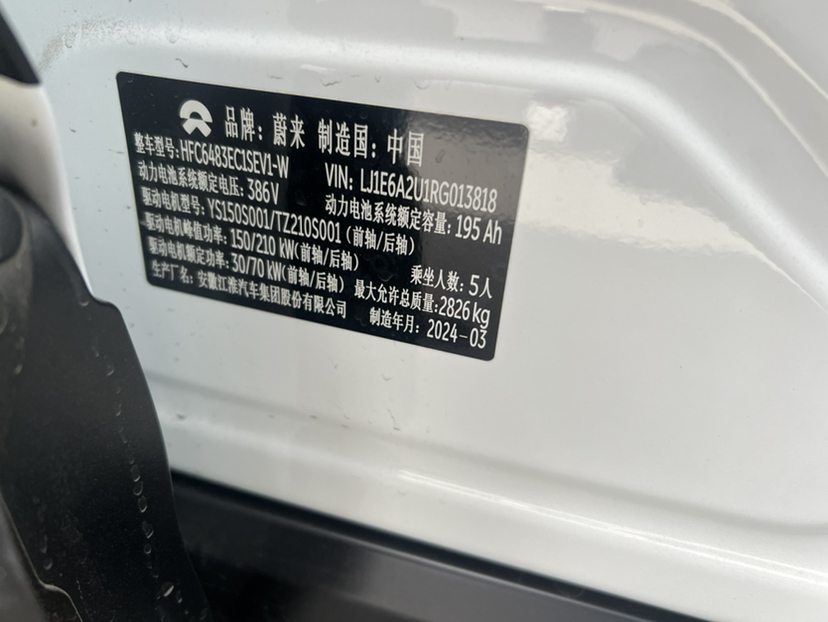 品牌：蔚来 制造国：中国
整车型号：HFC6483EC1SEV1-W VIN：LJ1E6A2U1RG013818
动力电池系统额定电压：386V 动力电池系统额定容量：195 Ah
驱动电机型号：YS150S001/TZ210S001（前轴/后轴）
驱动电机峰值功率：150/210 kW(前轴/后轴) 乘坐人数：5人
驱动电机额定功率：30/70 kW(前轴/后轴) 最大允许总质量：2826 kg
生产厂名：安徽江淮汽车集团股份有限公司 制造年月：2024-03